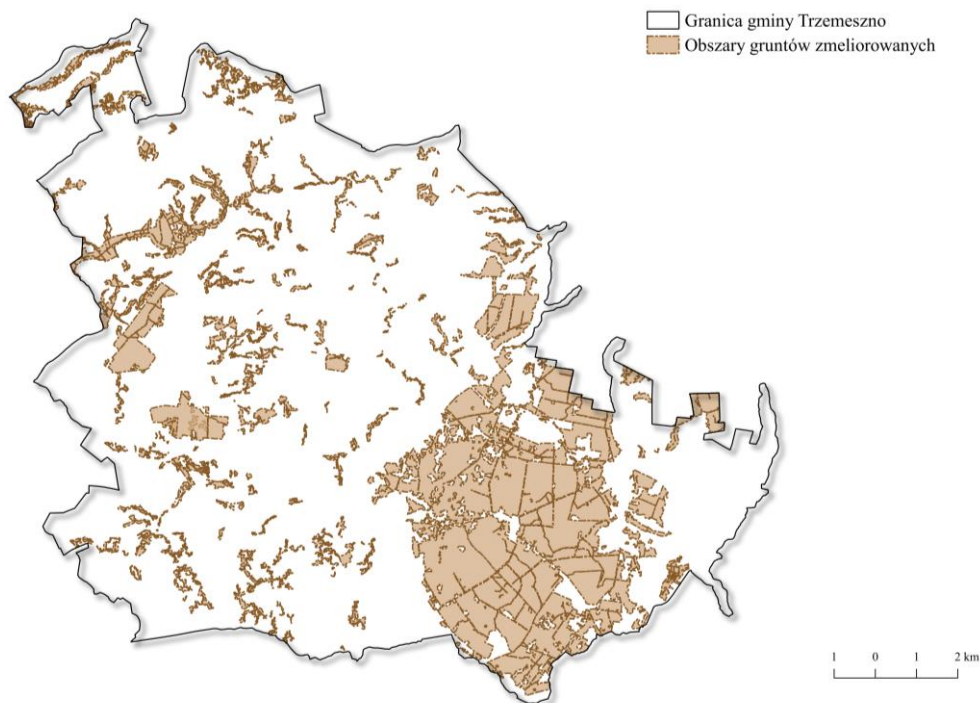 Granica gminy Trzemeszno
Obszary gruntów zmeliorowanych
1 0 1 2 km